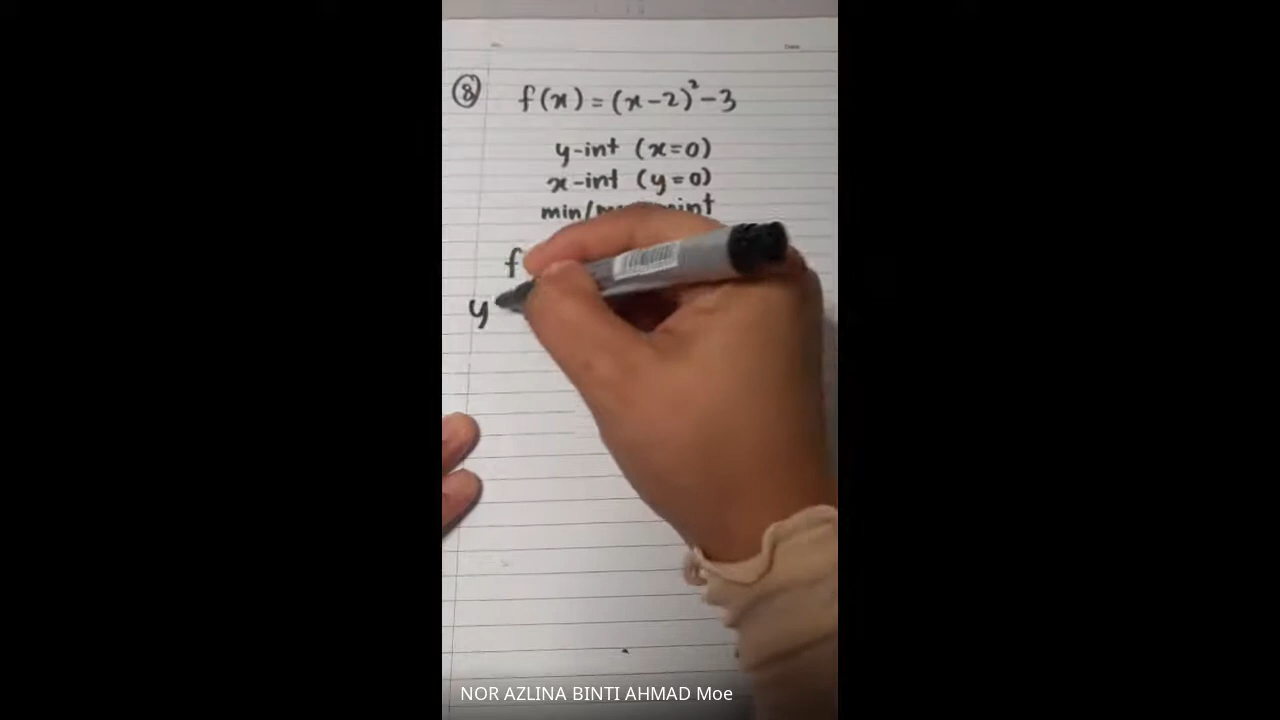 ⑧ f(x) = (x-2)² - 3
y-int (x=0)
x-int (y=0)
min/
f
y
NOR AZLINA BINTI AHMAD Moe